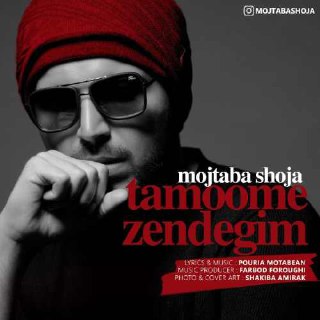 MOJTABASHOJA
mojtaba shoja
tamoome
zendegim
LYRICS & MUSIC : POURIA MOTABEAN
MUSIC PRODUCER : FARBOD FOROUGHI
PHOTO & COVER ART : SHAKIBA AMIRAK